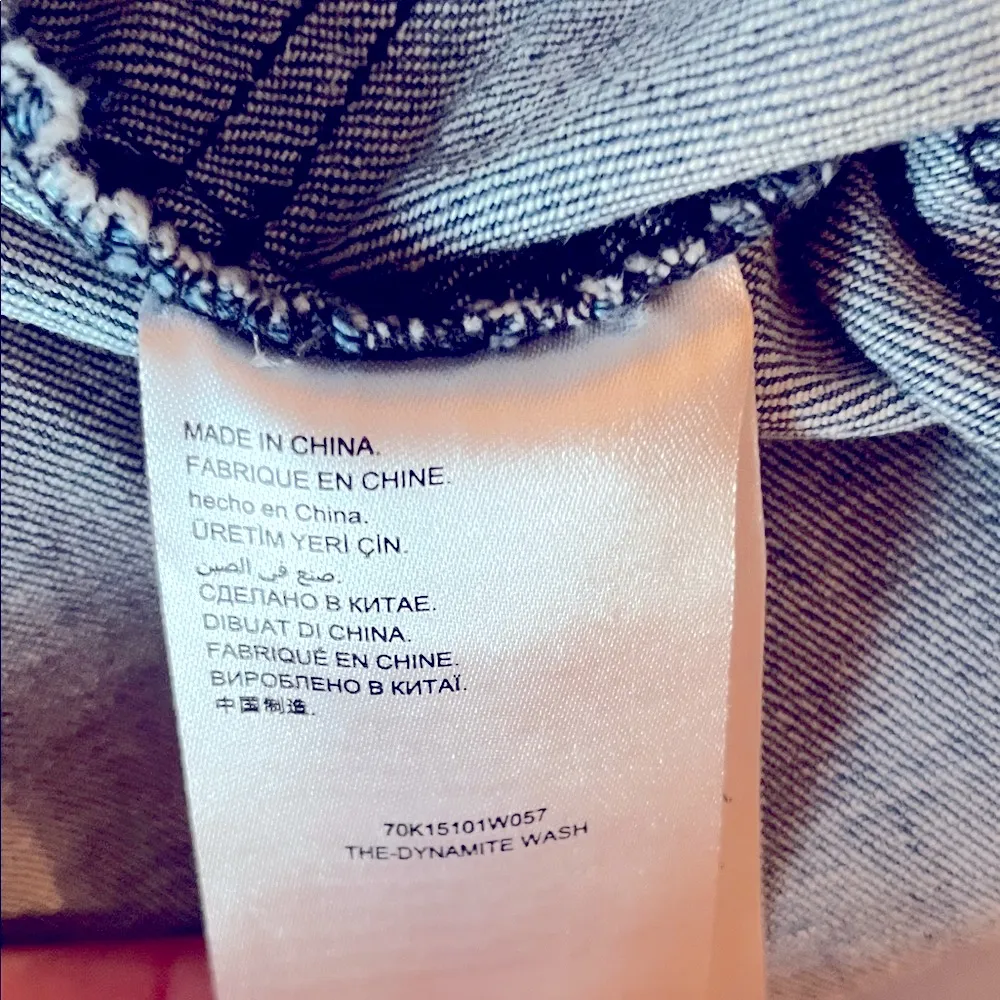 MADE IN CHINA.
FABRIQUE EN CHINE.
hecho en China.
ÜRETİM YERİ ÇİN.
صنع في الصين.
СДЕЛАНО В КИТАЕ.
DIBUAT DI CHINA.
FABRIQUÉ EN CHINE.
ВИРОБЛЕНО В КИТАЇ.
中国制造.
70K15101W057
THE-DYNAMITE WASH